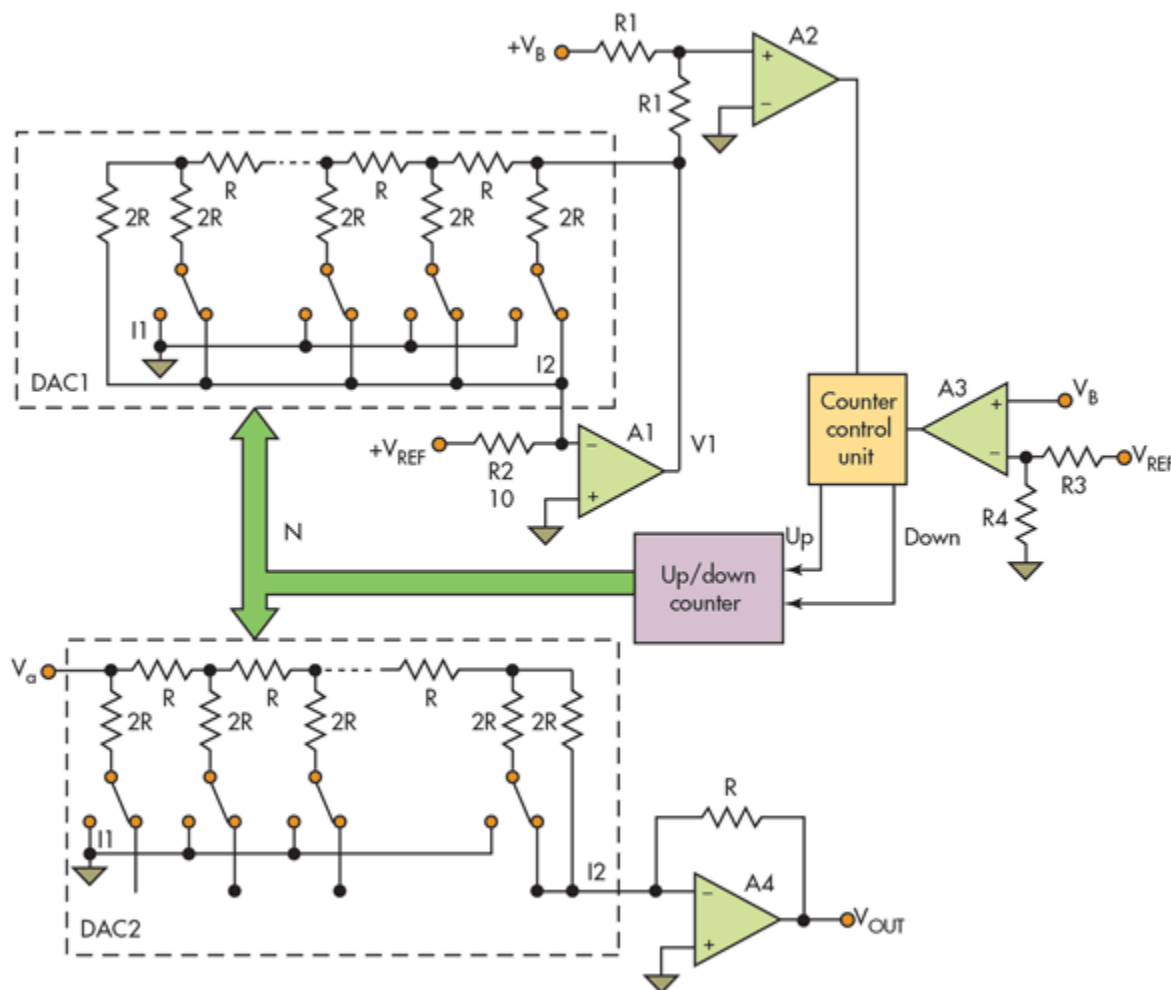 R1
A2
+VB
+
−
R1
R
R
R
2R
2R
2R
2R
2R
I1
I2
DAC1
A1
V1
+VREF
−
R2
10
+
A3
VB
Counter
control
unit
+
−
VREF
R3
R4
N
Up
Down
Up/down
counter
Va
R
R
R
2R
2R
2R
2R
2R
R
I1
I2
A4
−
+
VOUT
DAC2